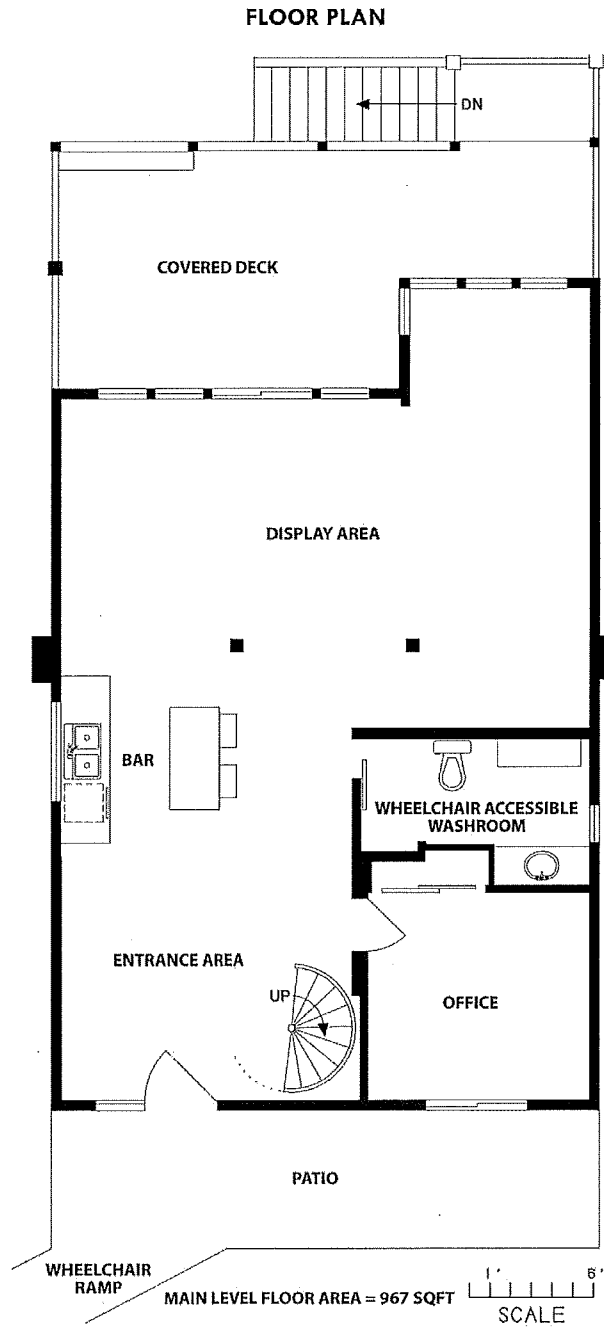 FLOOR PLAN
DN
COVERED DECK
DISPLAY AREA
BAR
WHEELCHAIR ACCESSIBLE
WASHROOM
ENTRANCE AREA
UP
OFFICE
PATIO
WHEELCHAIR
RAMP
MAIN LEVEL FLOOR AREA = 967 SQFT
1' 6'
SCALE